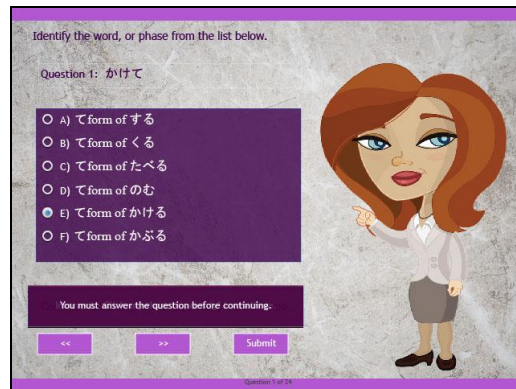 Identify the word, or phase from the list below.
Question 1: かけて
A) てform of する
B) てform of くる
C) てform of たべる
D) てform of のむ
E) てform of かける
F) てform of かぶる
You must answer the question before continuing.
<<
>>
Submit
Question 1 of 24